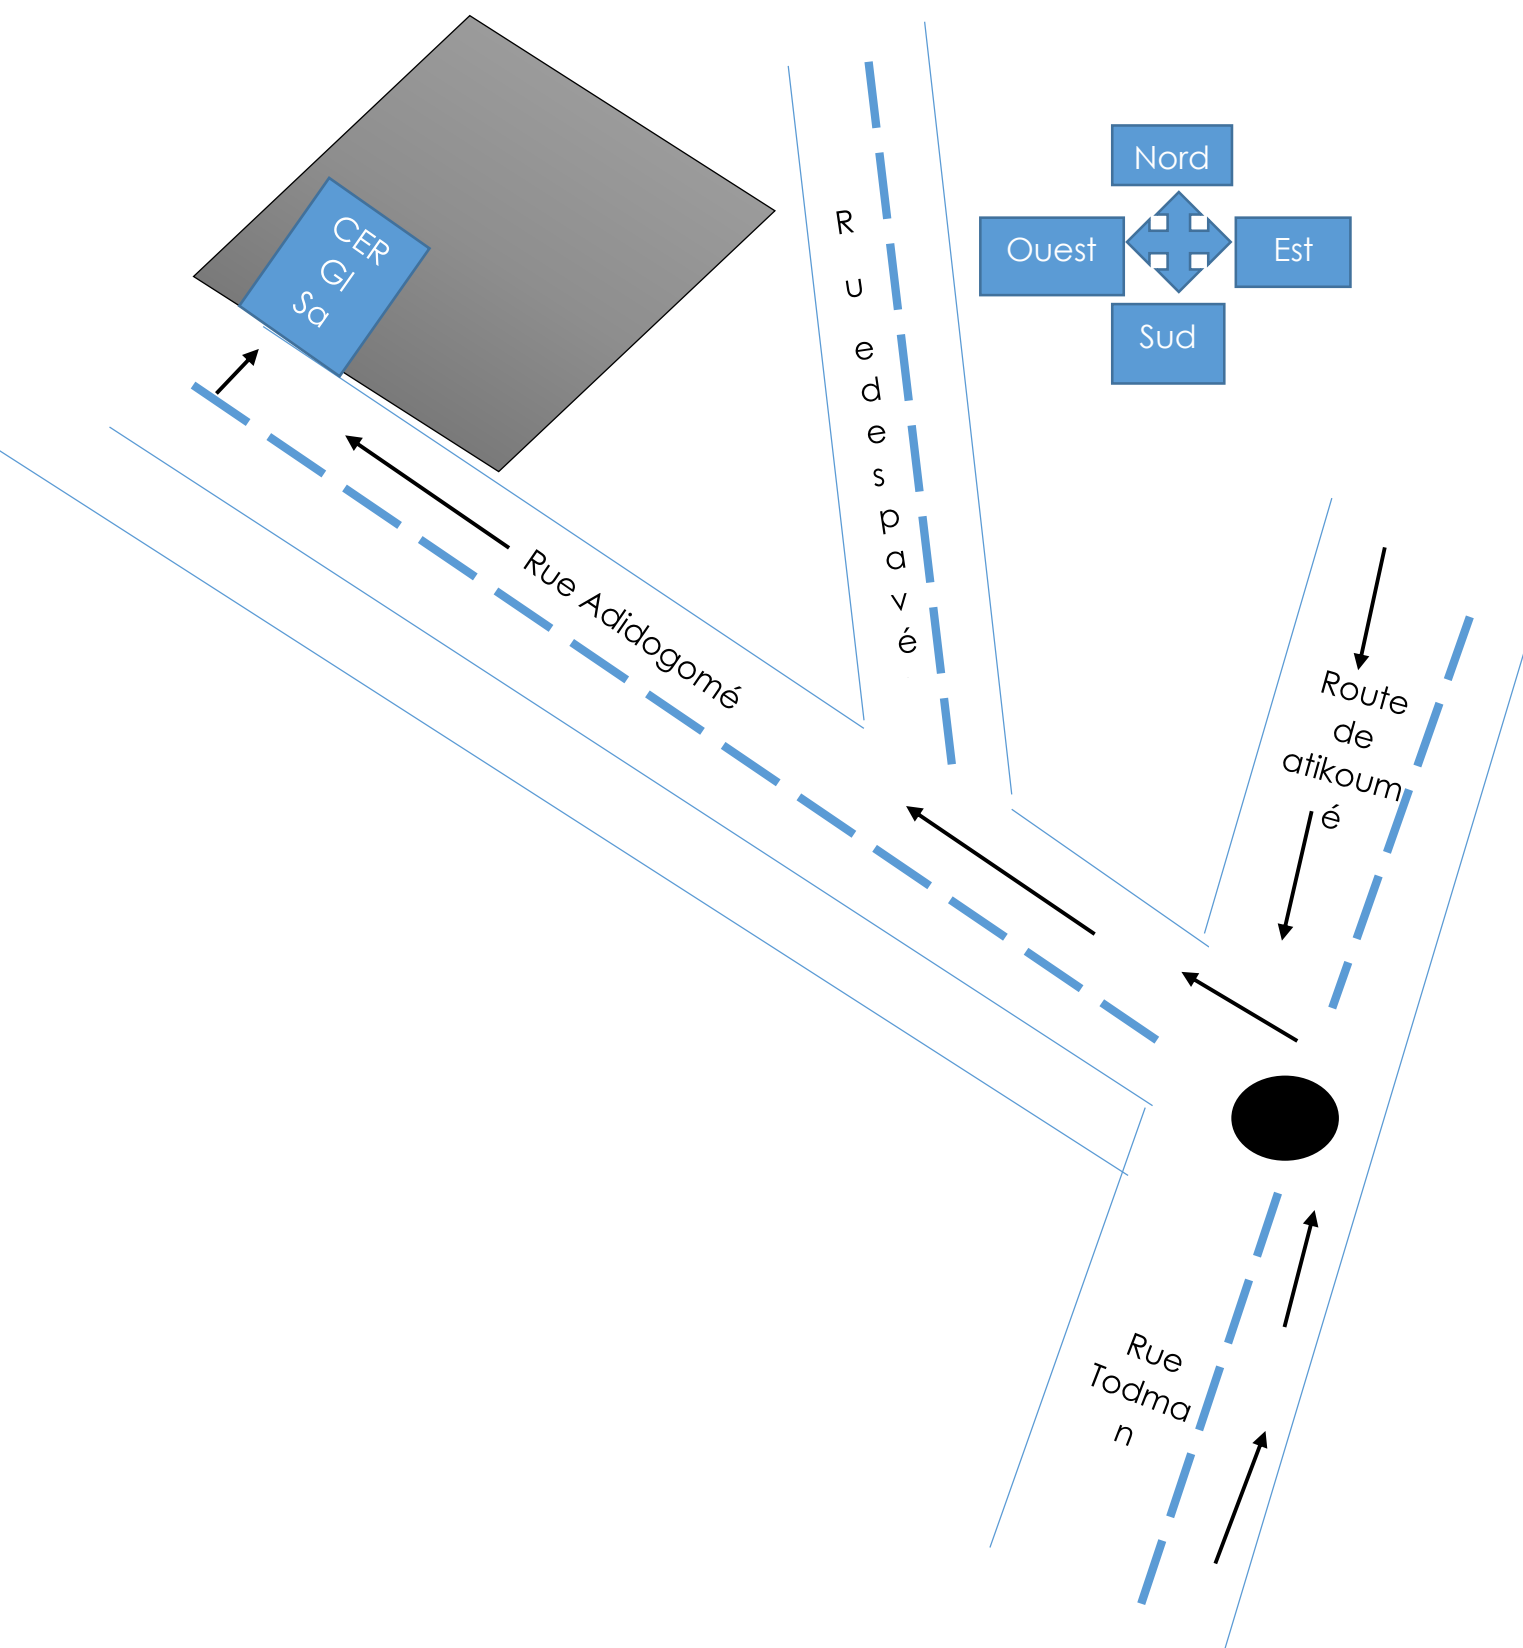 CER
GI
Sa
R u e d e s p a v é
Nord
Ouest
Est
Sud
Rue Adidogomé
Route
de
atikoum
é
Rue
Todma
n